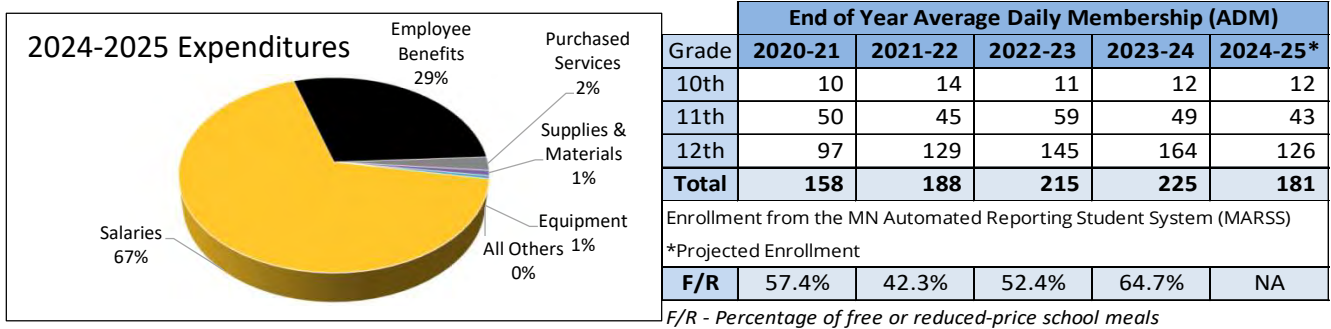 2024-2025 Expenditures
Employee
Benefits
29%
Purchased
Services
2%
Supplies &
Materials
1%
Equipment
1%
All Others
0%
Salaries
67%
End of Year Average Daily Membership (ADM)
Grade 2020-21 2021-22 2022-23 2023-24 2024-25*
10th 10 14 11 12 12
11th 50 45 59 49 43
12th 97 129 145 164 126
Total 158 188 215 225 181
Enrollment from the MN Automated Reporting Student System (MARSS)
*Projected Enrollment
F/R 57.4% 42.3% 52.4% 64.7% NA
F/R - Percentage of free or reduced-price school meals